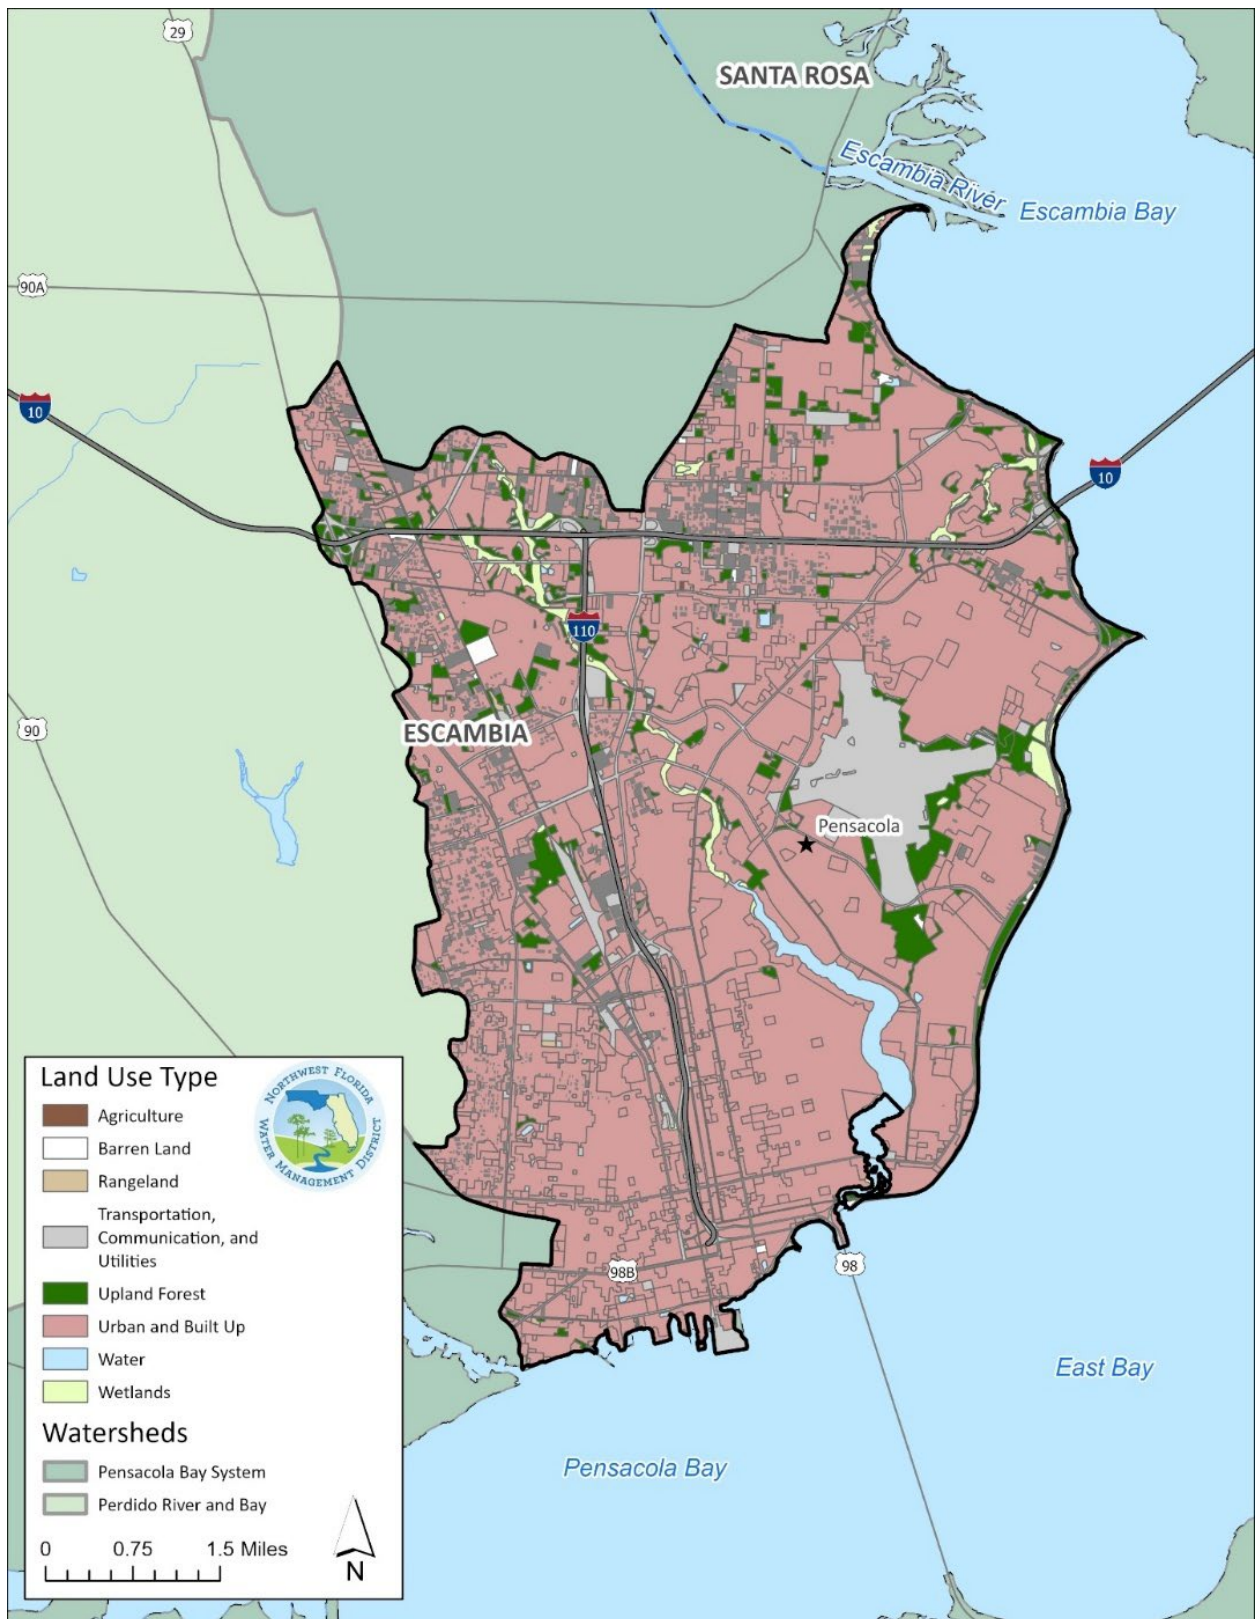 29
SANTA ROSA
Escambia River
Escambia Bay
90A
10
10
110
ESCAMBIA
90
Pensacola
98B
98
East Bay
Pensacola Bay
Land Use Type
NORTHWEST FLORIDA
WATER MANAGEMENT DISTRICT
Agriculture
Barren Land
Rangeland
Transportation,
Communication, and
Utilities
Upland Forest
Urban and Built Up
Water
Wetlands
Watersheds
Pensacola Bay System
Perdido River and Bay
0 0.75 1.5 Miles
N